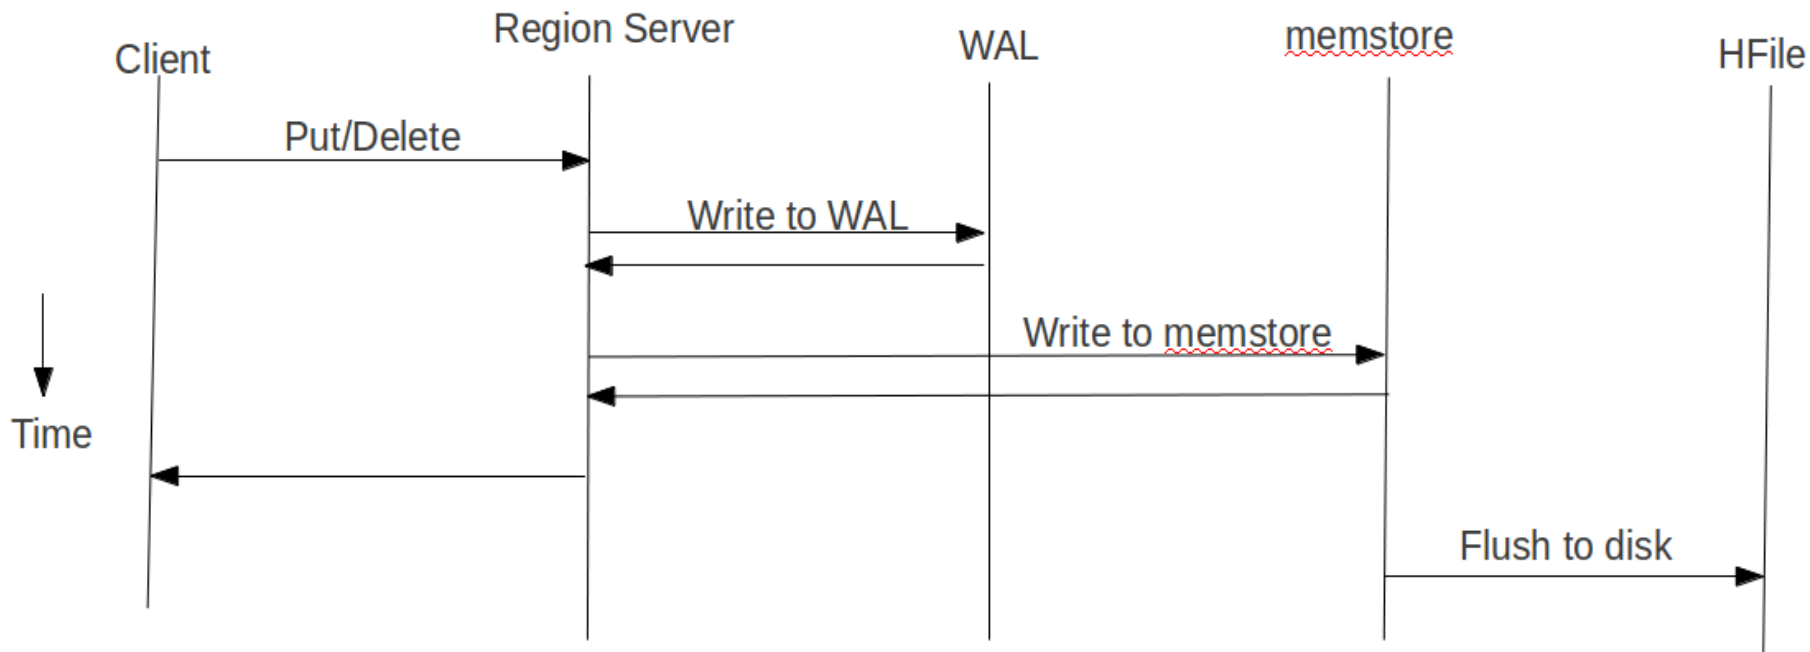 Client
Region Server
WAL
memstore
HFile
Put/Delete
Write to WAL
Write to memstore
Time
Flush to disk